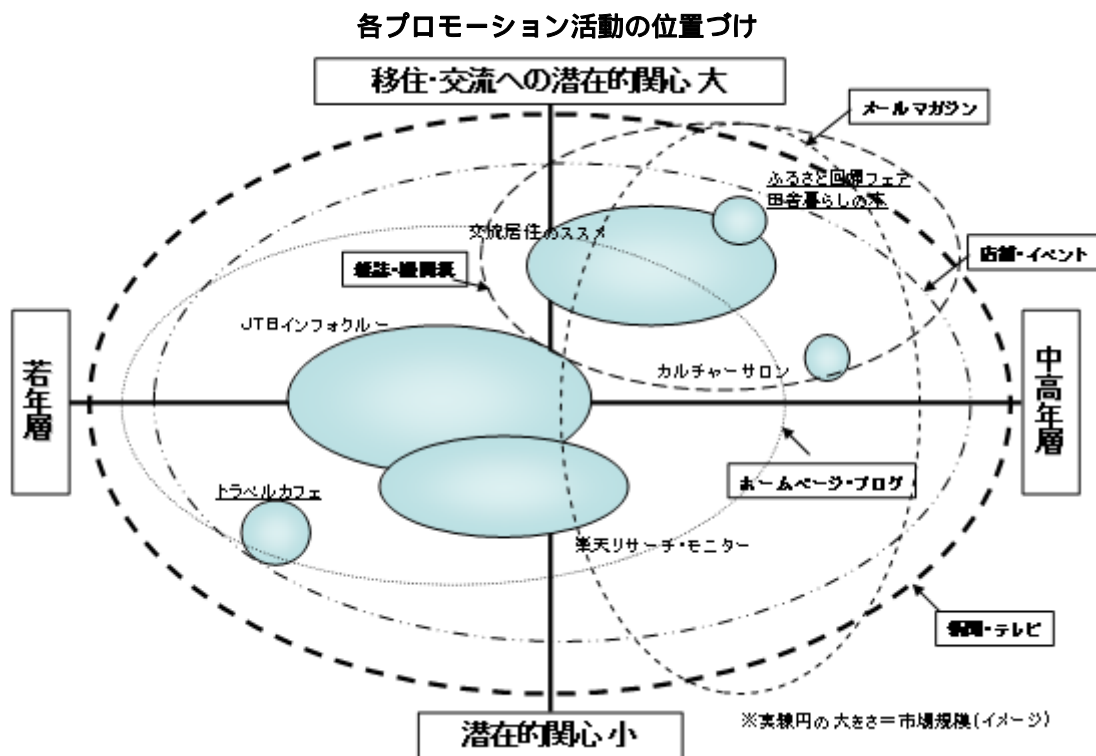 各プロモーション活動の位置づけ
移住・交流への潜在的関心 大
メールマガジン
ふるさと回帰フェア
田舎暮らしの本
交流居住のススメ
店舗・イベント
雑誌・機関誌
JTBインフォクルー
カルチャーサロン
若年層
中高年層
ホームページ・ブログ
トラベルカフェ
楽天リサーチ・モニター
新聞・テレビ
※実線円の大きさ＝市場規模(イメージ)
潜在的関心 小